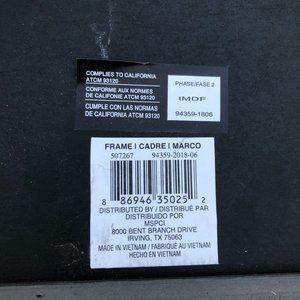 COMPLIES TO CALIFORNIA
ATCM 93120
CONFORME AUX NORMES
DE CALIFORNIE ATCM 93120
CUMPLE CON LAS NORMAS
DE CALIFORNIA ATCM 93120
PHASE/FASE 2
tMDF
94359-1806
FRAME | CADRE | MARCO
507267 94359-2018-06
8 86946 35025 2
DISTRIBUTED BY / DISTRIBUÉ PAR
DISTRIBUIDO POR
MSPCI
8000 BENT BRANCH DRIVE
IRVING, TX 75063
MADE IN VIETNAM / FABRIQUÉ AU VIETNAM
HECHO EN VIETNAM